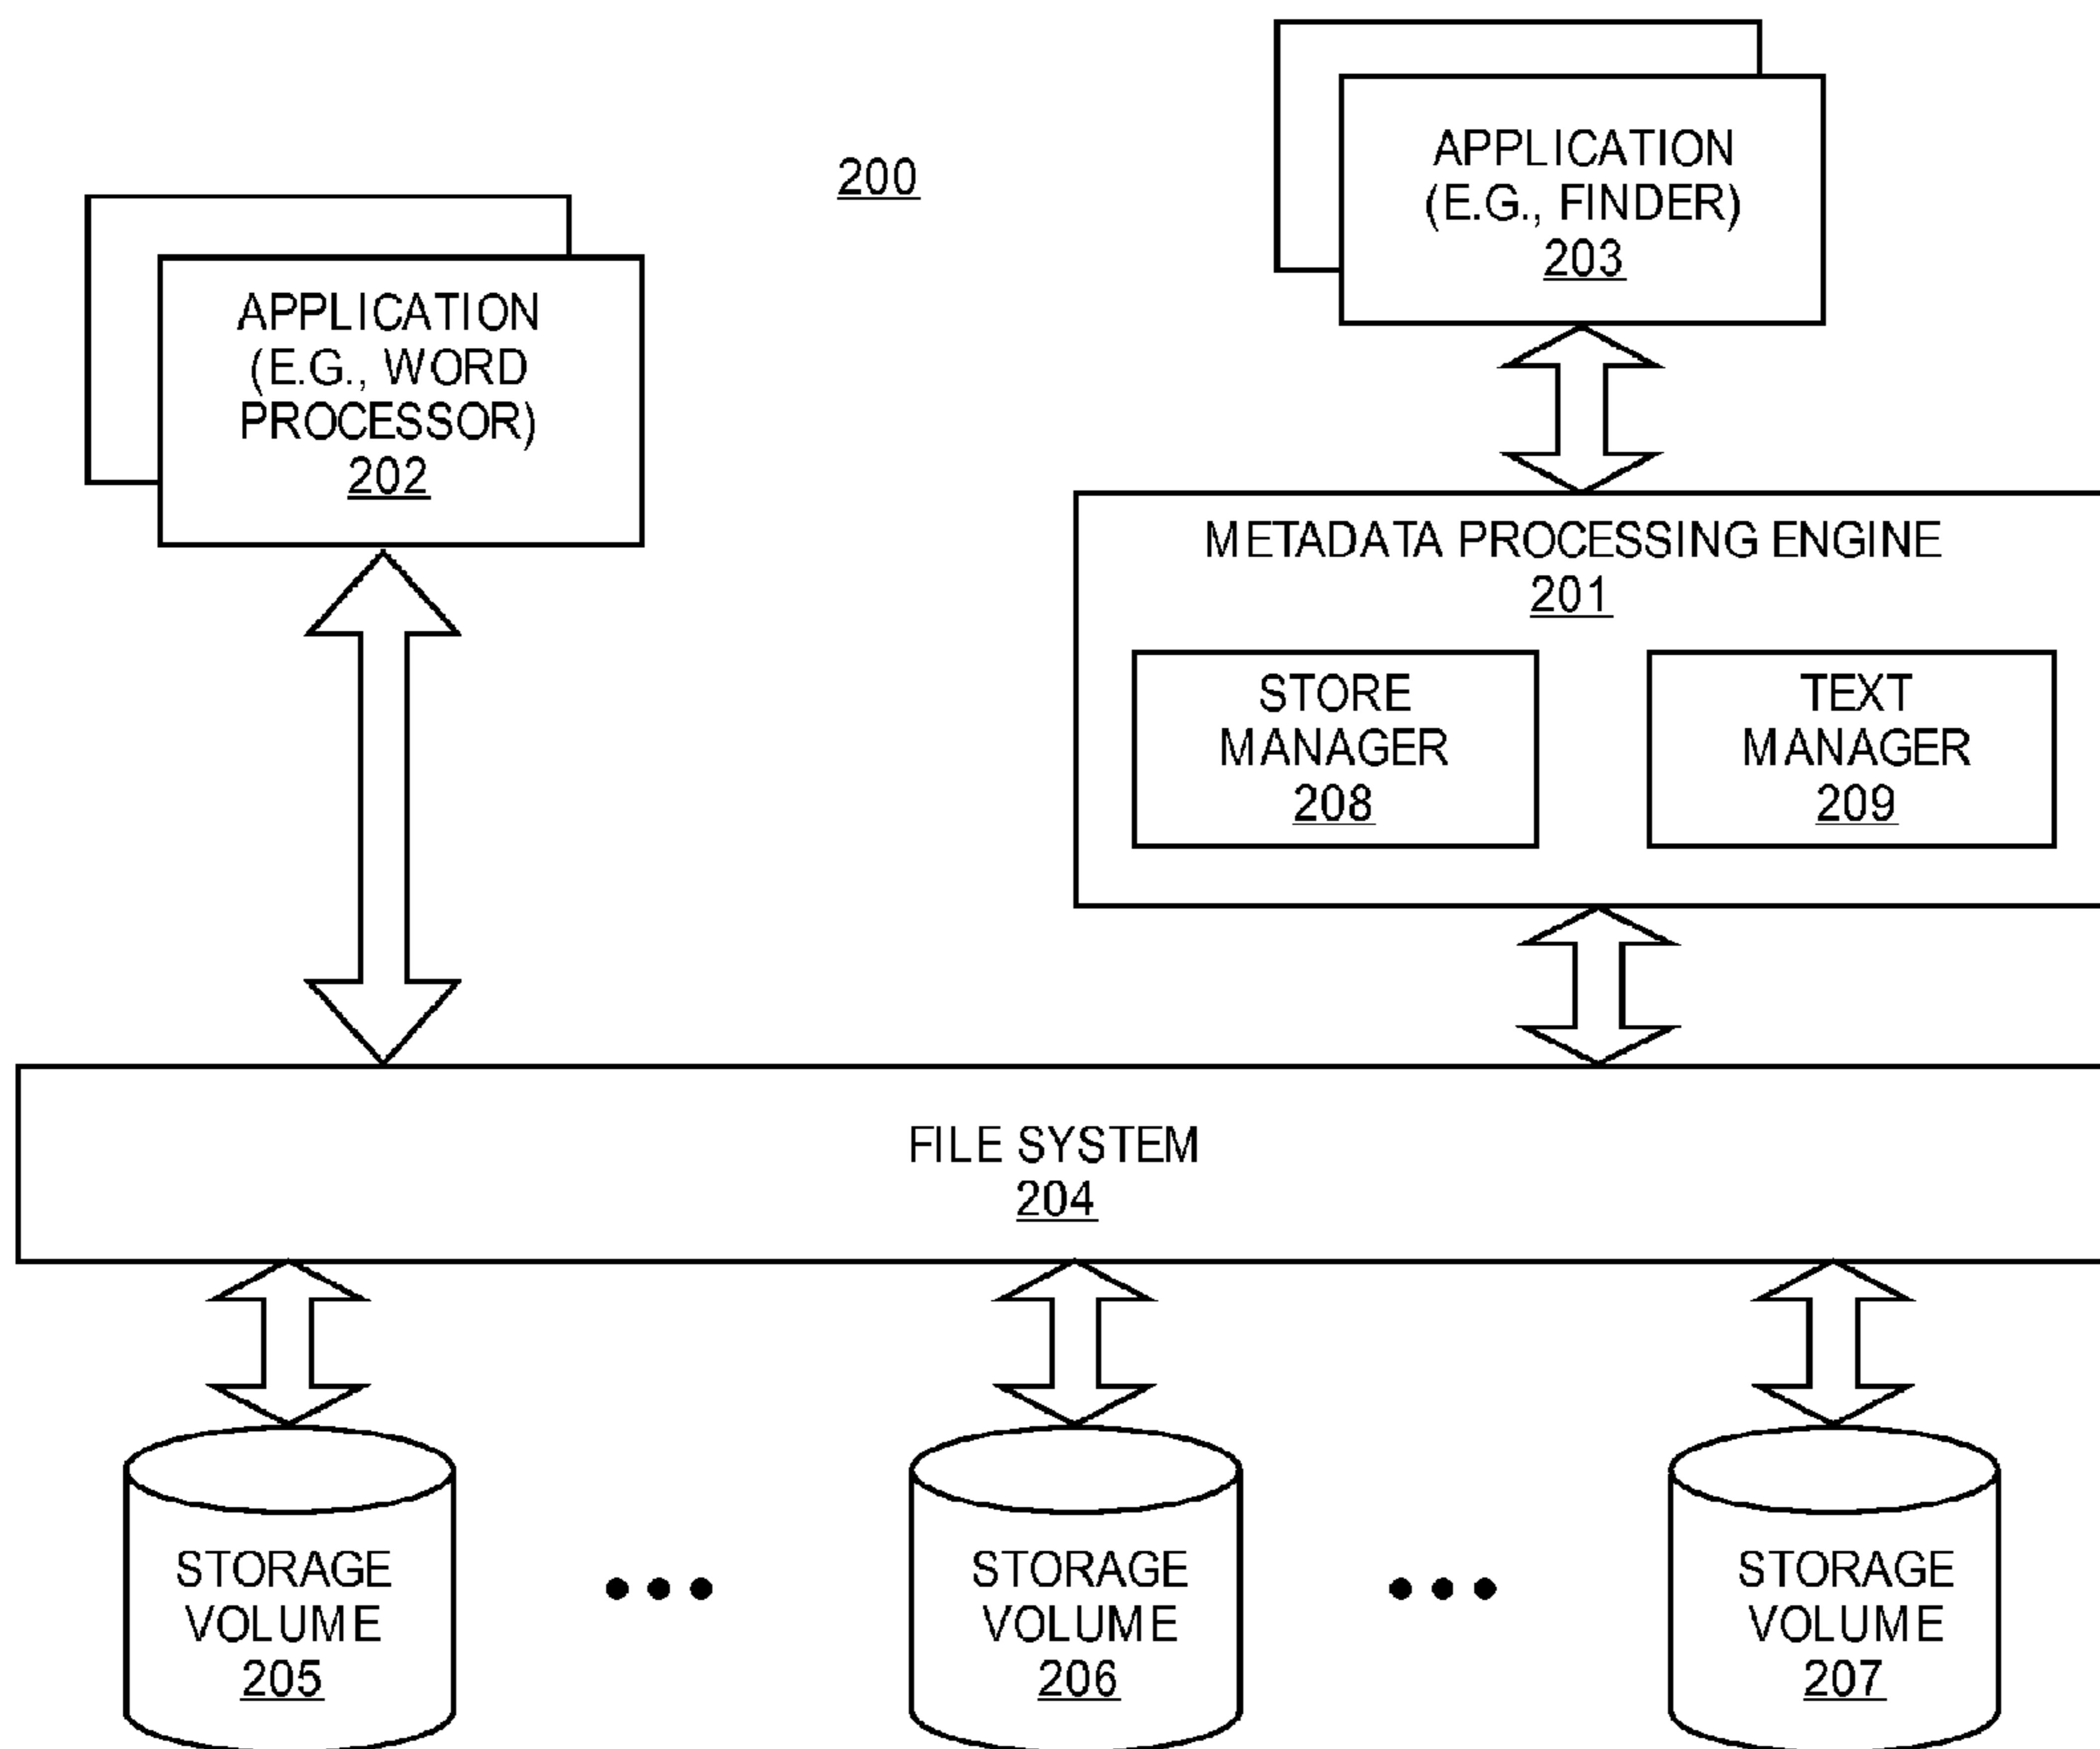 200
APPLICATION
(E.G., FINDER)
203
APPLICATION
(E.G., WORD
PROCESSOR)
202
METADATA PROCESSING ENGINE
201
STORE
MANAGER
208
TEXT
MANAGER
209
FILE SYSTEM
204
STORAGE
VOLUME
205
STORAGE
VOLUME
206
STORAGE
VOLUME
207